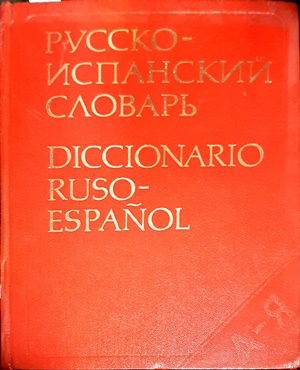 РУССКО-
ИСПАНСКИЙ
СЛОВАРЬ
DICCIONARIO
RUSO-
ESPAÑOL
А-Я